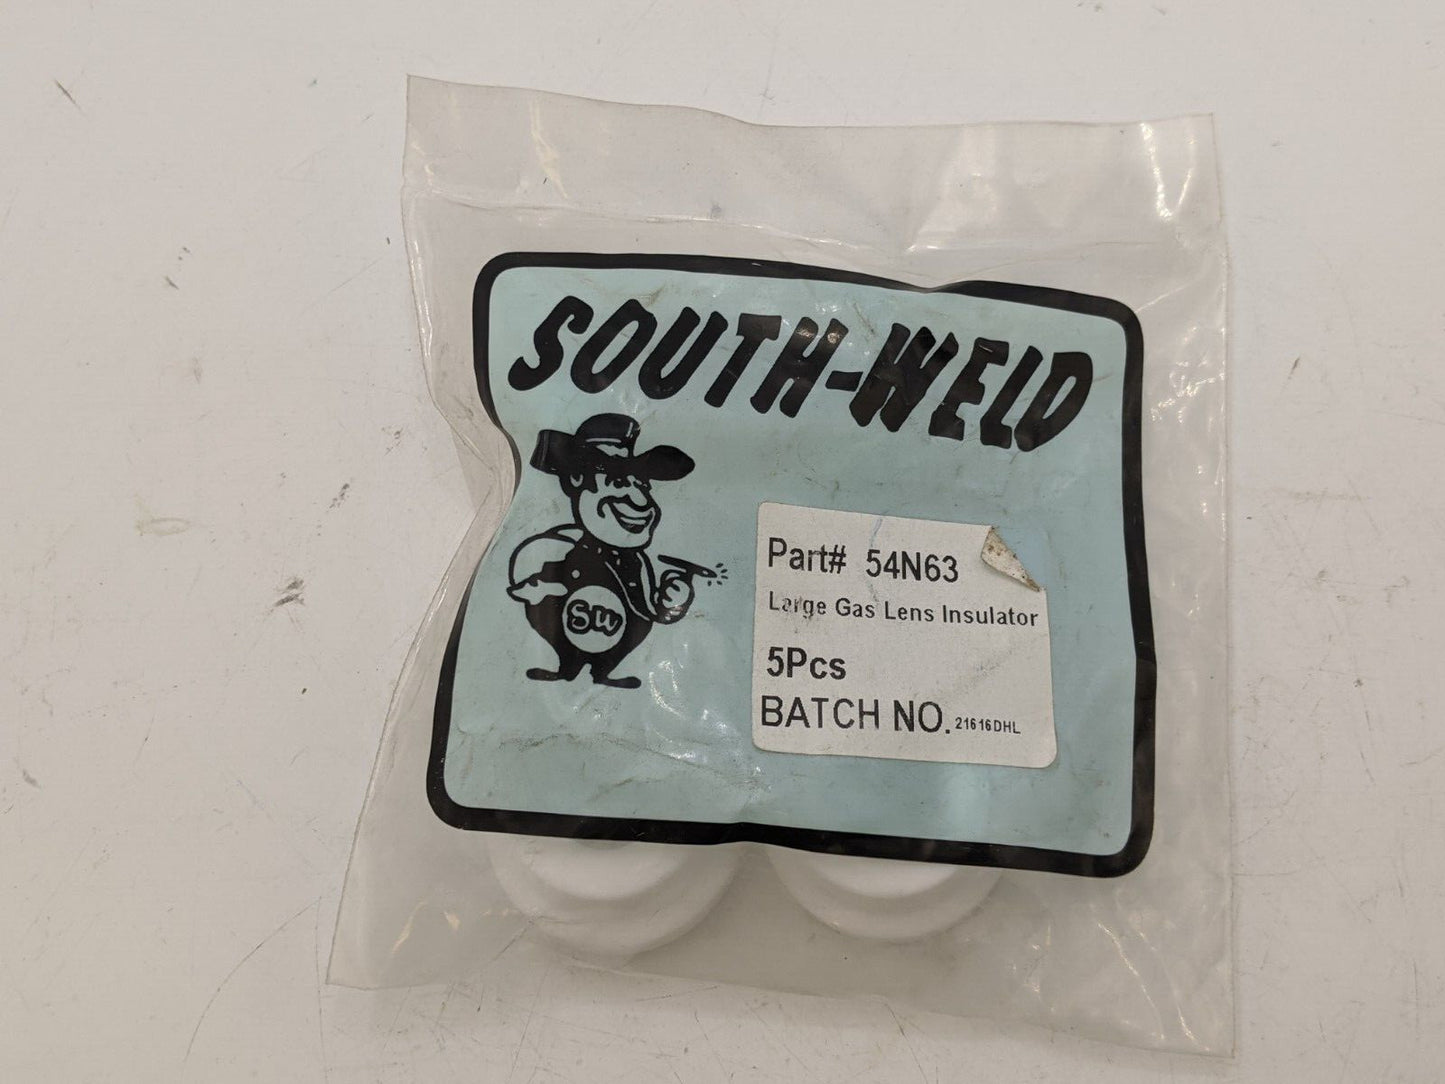 SOUTH-WELD
SW
Part# 54N63
Large Gas Lens Insulator
5Pcs
BATCH NO. 21616DHL